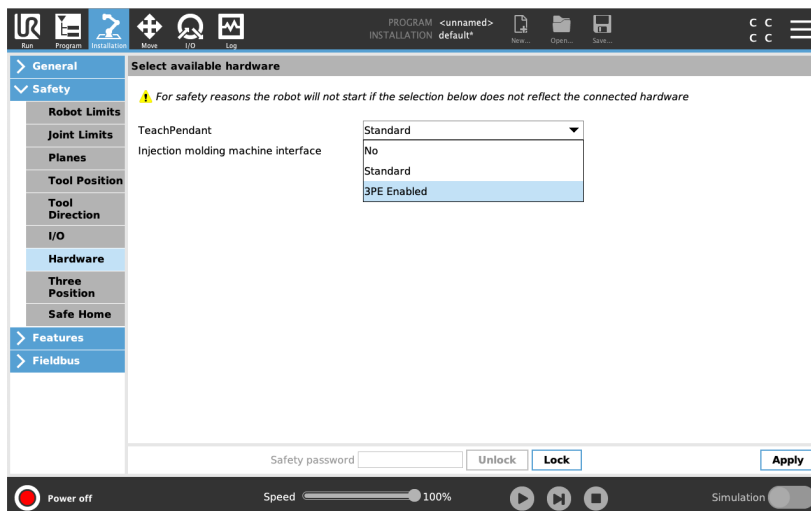 UR
Run
Program
Installation
Move
I/O
Log
PROGRAM <unnamed>
INSTALLATION default*
New...
Open...
Save...
C C
C C
General
Safety
Robot Limits
Joint Limits
Planes
Tool Position
Tool
Direction
I/O
Hardware
Three
Position
Safe Home
Features
Fieldbus
Select available hardware
For safety reasons the robot will not start if the selection below does not reflect the connected hardware
TeachPendant Standard
Injection molding machine interface
No
Standard
3PE Enabled
Safety password Unlock Lock Apply
Power off Speed 100% Simulation